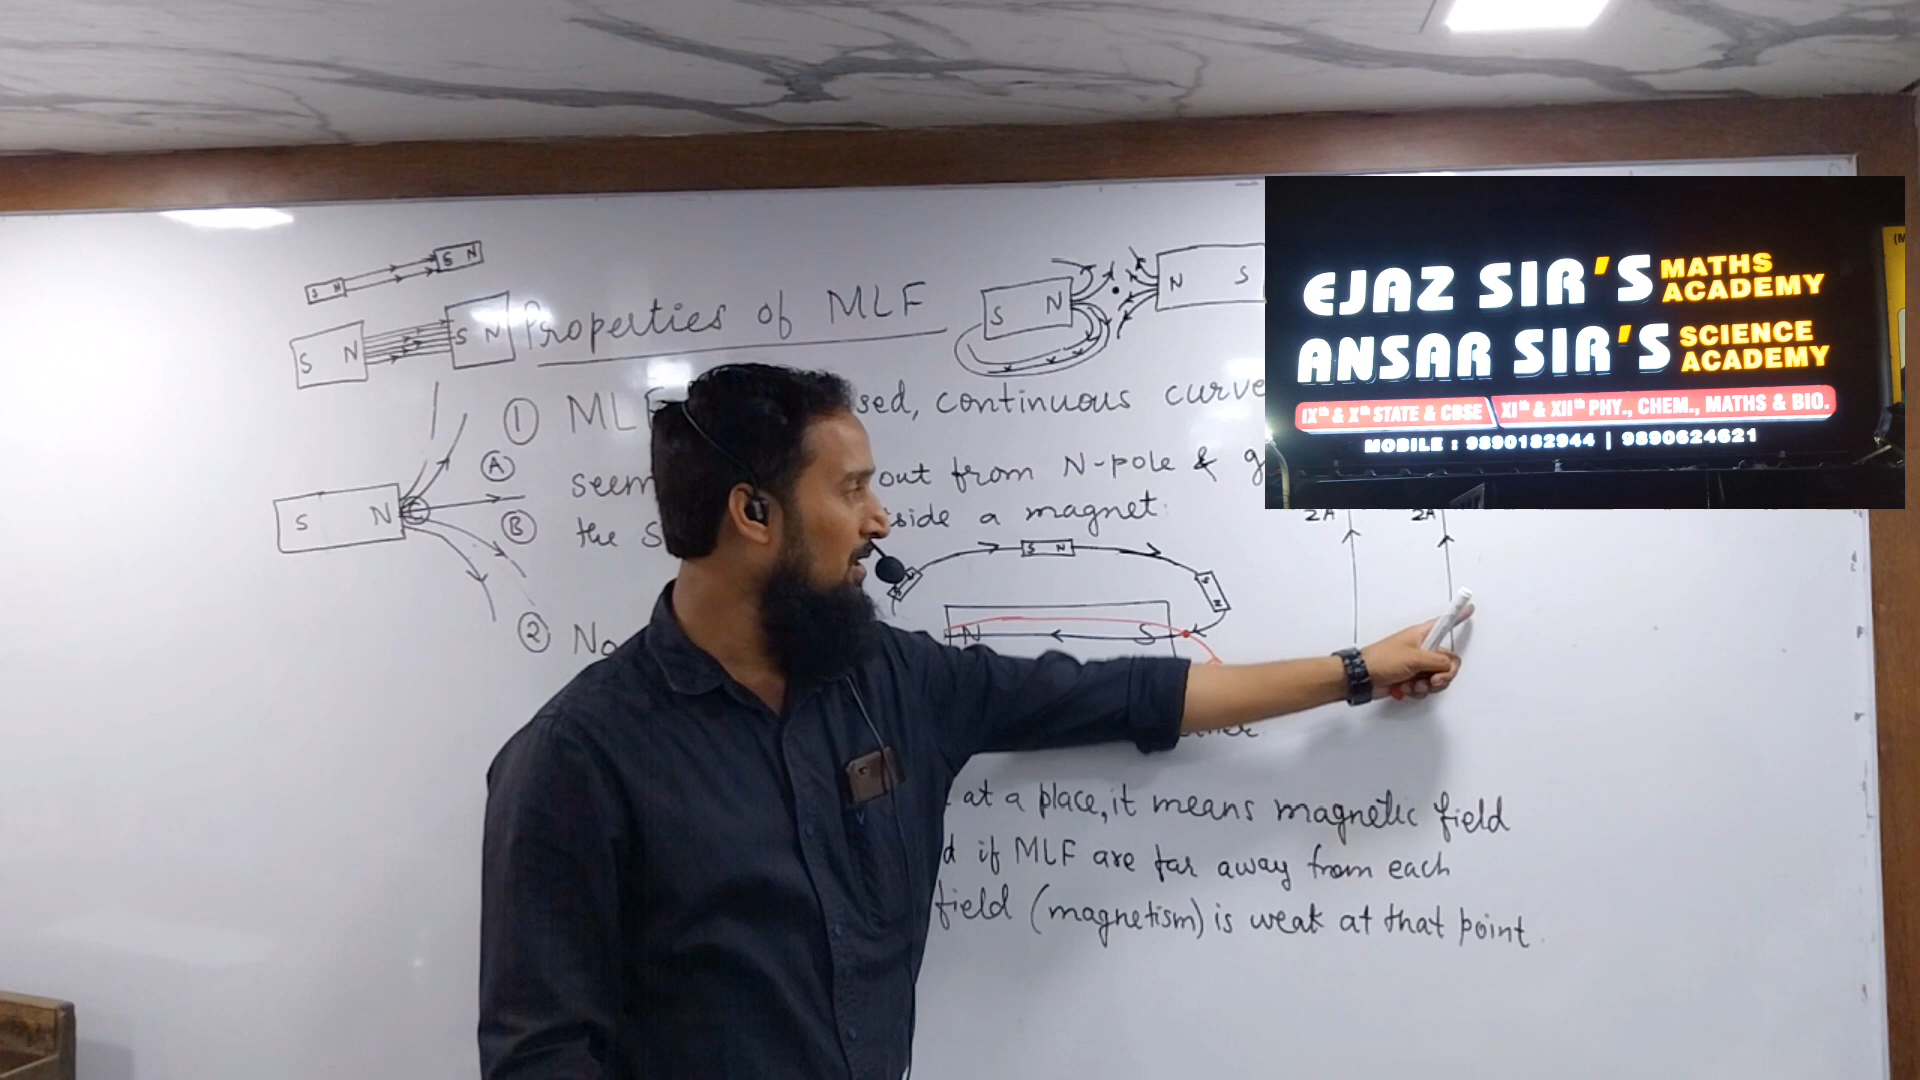 S N
S N
S N
S N
Properties of MLF
S N
N S
① MLF sed, continuous curve
seem out from N-pole & g
the S side a magnet
S N
Ⓐ
Ⓑ
S N
N S
② No
2A 2A
at a place, it means magnetic field
d if MLF are far away from each
field (magnetism) is weak at that point.
EJAZ SIR'S MATHS ACADEMY
ANSAR SIR'S SCIENCE ACADEMY
IXth & Xth STATE & CBSE XIth & XIIth PHY., CHEM., MATHS & BIO.
MOBILE : 9890182944 | 9890624621